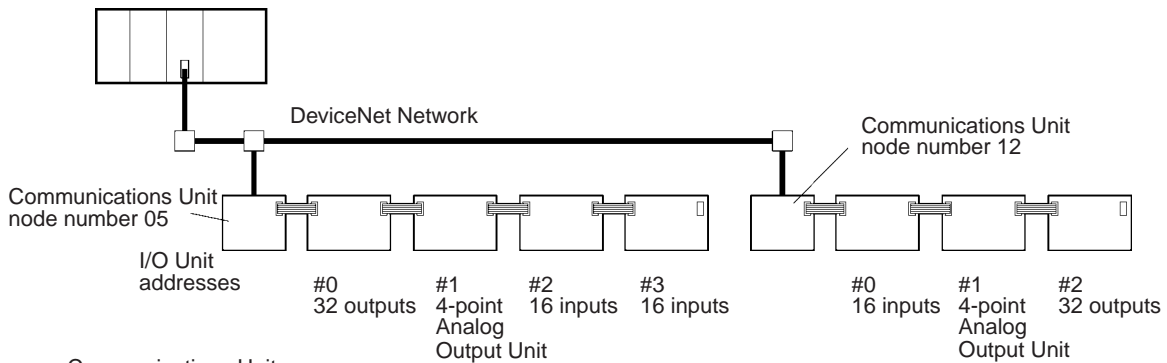 DeviceNet Network
Communications Unit
node number 12
Communications Unit
node number 05
I/O Unit
addresses
#0
32 outputs
#1
4-point
Analog
Output Unit
#2
16 inputs
#3
16 inputs
#0
16 inputs
#1
4-point
Analog
Output Unit
#2
32 outputs